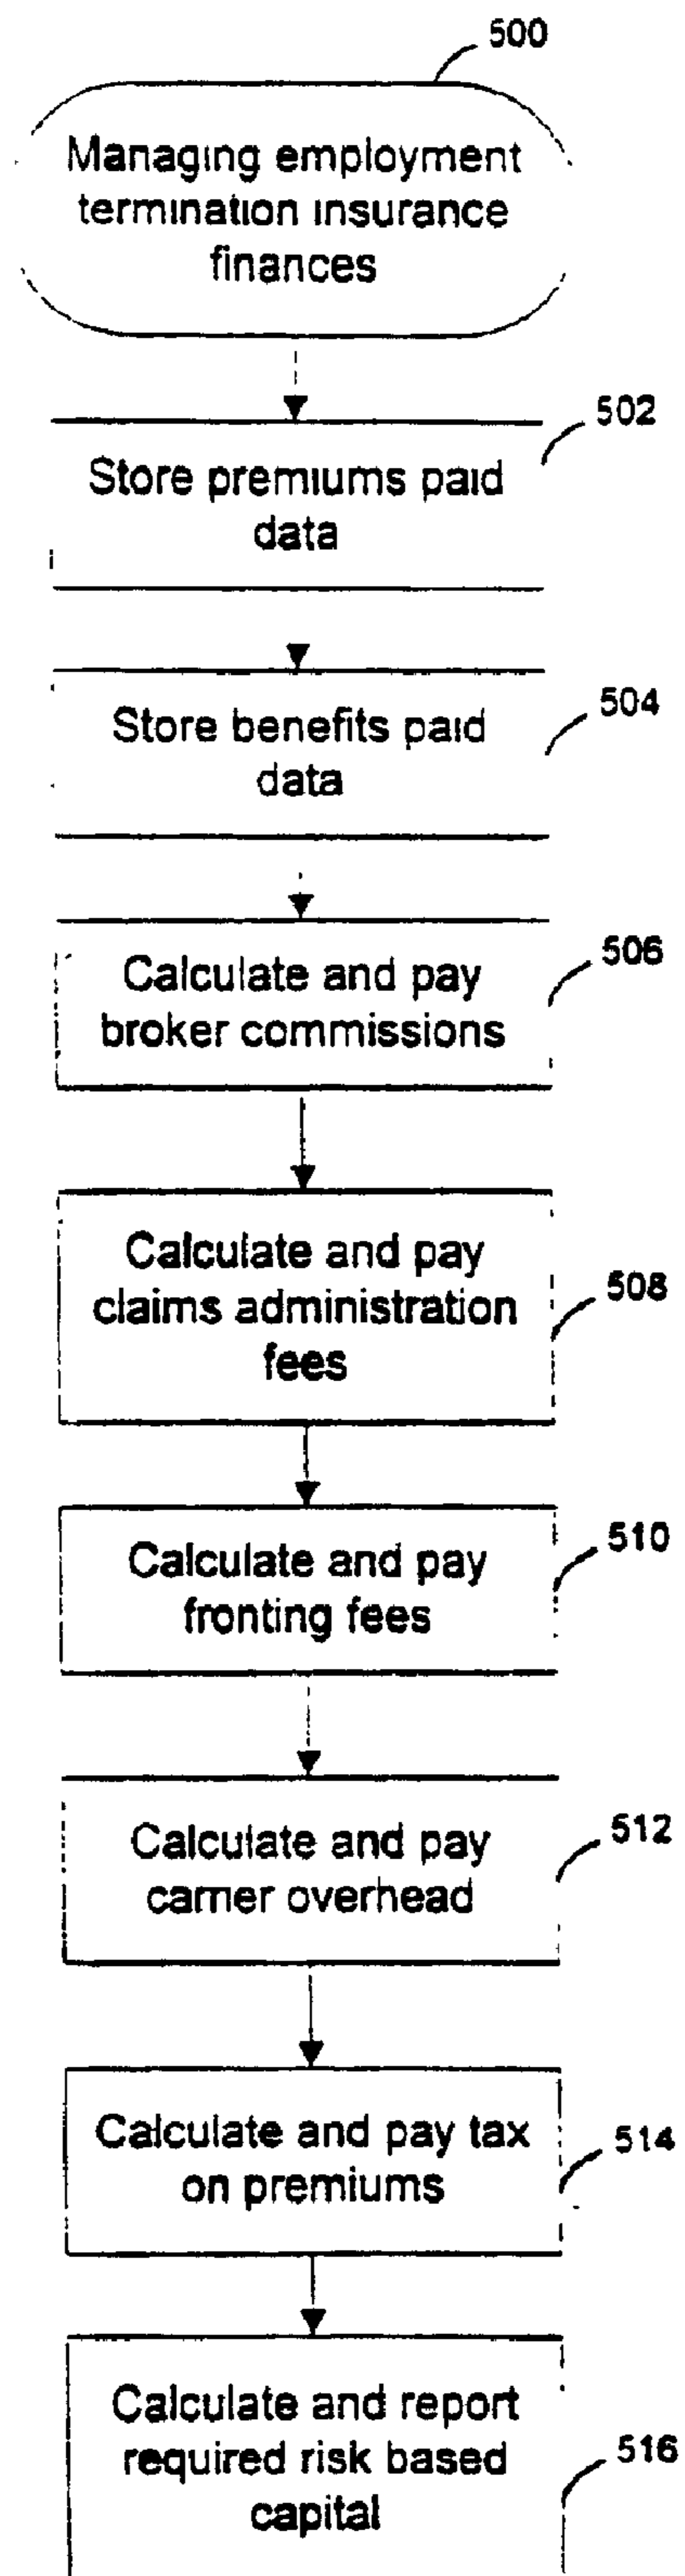 500
Managing employment
termination insurance
finances
502
Store premiums paid
data
504
Store benefits paid
data
506
Calculate and pay
broker commissions
508
Calculate and pay
claims administration
fees
510
Calculate and pay
fronting fees
512
Calculate and pay
carrier overhead
514
Calculate and pay tax
on premiums
516
Calculate and report
required risk based
capital